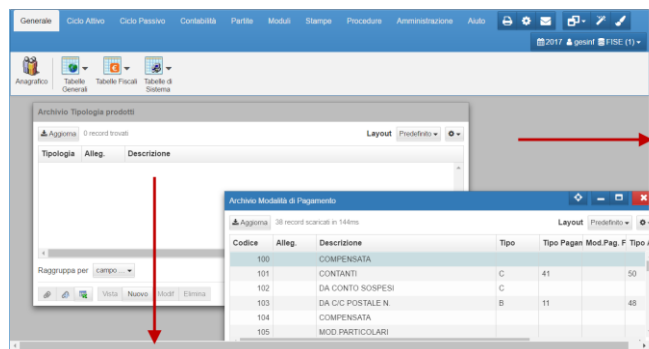 Generale Ciclo Attivo Ciclo Passivo Contabilità Partite Moduli Stampe Procedure Amministrazione Aiuto
2017 gesinf FISE (1)
Anagrafico Tabelle Generali Tabelle Fiscali Tabelle di Sistema
Archivio Tipologia prodotti
Aggiorna 0 record trovati Layout Predefinito
Tipologia Alleg. Descrizione
Archivio Modalità di Pagamento
Aggiorna 38 record scaricati in 144ms Layout Predefinito
Codice Alleg. Descrizione Tipo Tipo Pagan Mod.Pag. F Tipo
100 COMPENSATA
101 CONTANTI C 41 50
102 DA CONTO SOSPESI C
103 DA C/C POSTALE N. B 11 48
104 COMPENSATA
105 MOD PARTICOLARI
Raggruppa per campo ...
Vista Nuovo Modif Elimina